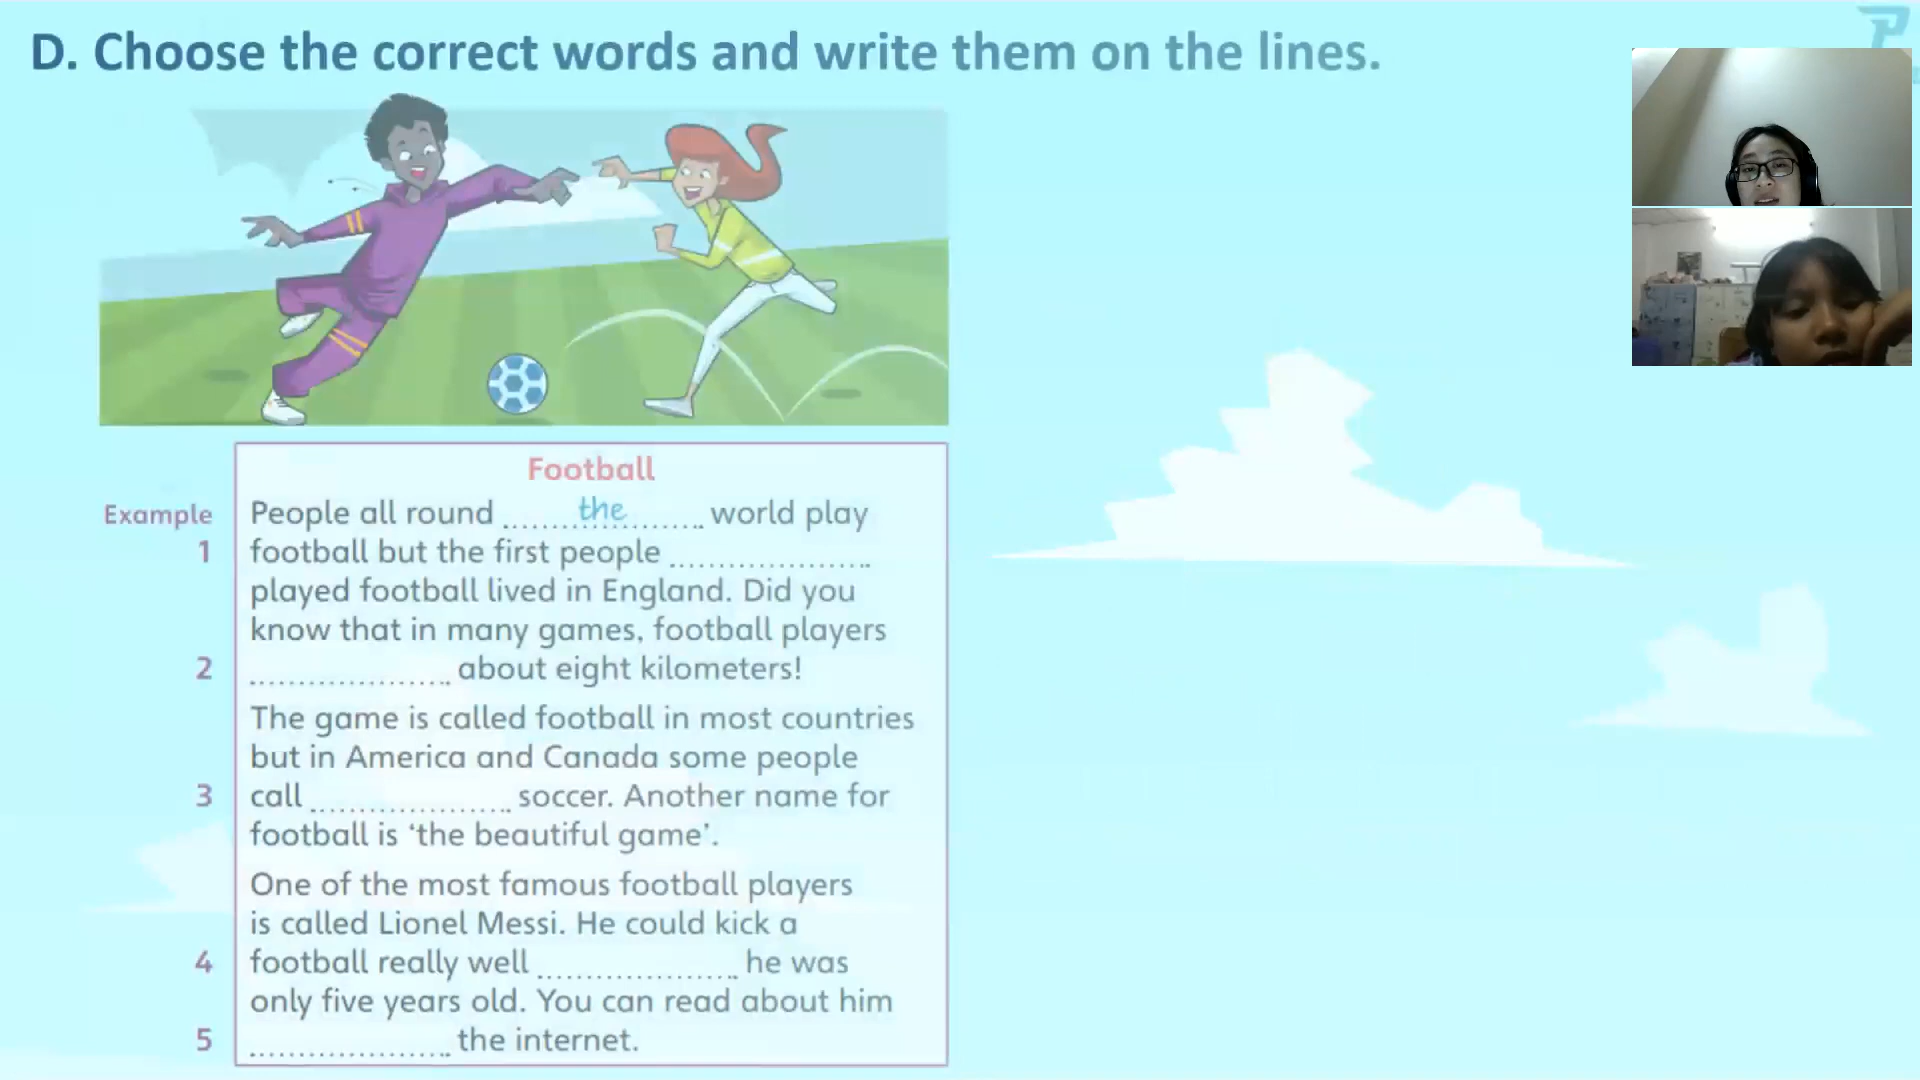 D. Choose the correct words and write them on the lines.
Football
Example People all round the world play
1 football but the first people ....................
played football lived in England. Did you
know that in many games, football players
2 .................... about eight kilometers!
The game is called football in most countries
but in America and Canada some people
3 call .................... soccer. Another name for
football is ‘the beautiful game’.
One of the most famous football players
is called Lionel Messi. He could kick a
4 football really well .................... he was
only five years old. You can read about him
5 .................... the internet.